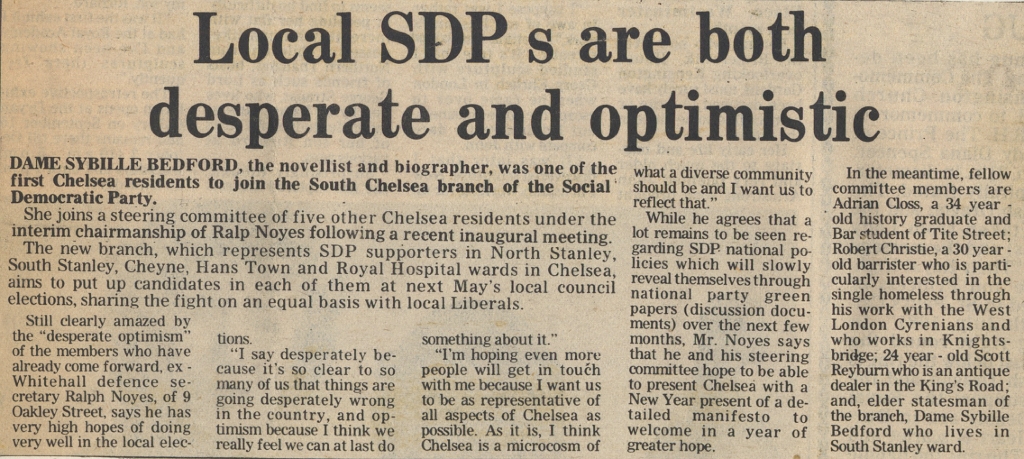 Local SDP s are both
desperate and optimistic
DAME SYBILLE BEDFORD, the novellist and biographer, was one of the
first Chelsea residents to join the South Chelsea branch of the Social
Democratic Party.
She joins a steering committee of five other Chelsea residents under the
interim chairmanship of Ralp Noyes following a recent inaugural meeting.
The new branch, which represents SDP supporters in North Stanley,
South Stanley, Cheyne, Hans Town and Royal Hospital wards in Chelsea,
aims to put up candidates in each of them at next May's local council
elections, sharing the fight on an equal basis with local Liberals.
Still clearly amazed by
the "desperate optimism"
of the members who have
already come forward, ex-
Whitehall defence se-
cretary Ralph Noyes, of 9
Oakley Street, says he has
very high hopes of doing
very well in the local elec-
tions.
"I say desperately be-
cause it's so clear to so
many of us that things are
going desperately wrong
in the country, and op-
timism because I think we
really feel we can at last do
something about it."
"I'm hoping even more
people will get in touch
with me because I want us
to be as representative of
all aspects of Chelsea as
possible. As it is, I think
Chelsea is a microcosm of
what a diverse community
should be and I want us to
reflect that."
While he agrees that a
lot remains to be seen re-
garding SDP national po-
licies which will slowly
reveal themselves through
national party green
papers (discussion docu-
ments) over the next few
months, Mr. Noyes says
that he and his steering
committee hope to be able
to present Chelsea with a
New Year present of a de-
tailed manifesto to
welcome in a year of
greater hope.
In the meantime, fellow
committee members are
Adrian Closs, a 34 year -
old history graduate and
Bar student of Tite Street;
Robert Christie, a 30 year -
old barrister who is parti-
cularly interested in the
single homeless through
his work with the West
London Cyrenians and
who works in Knights-
bridge; 24 year - old Scott
Reyburn who is an antique
dealer in the King's Road;
and, elder statesman of
the branch, Dame Sybille
Bedford who lives in
South Stanley ward.